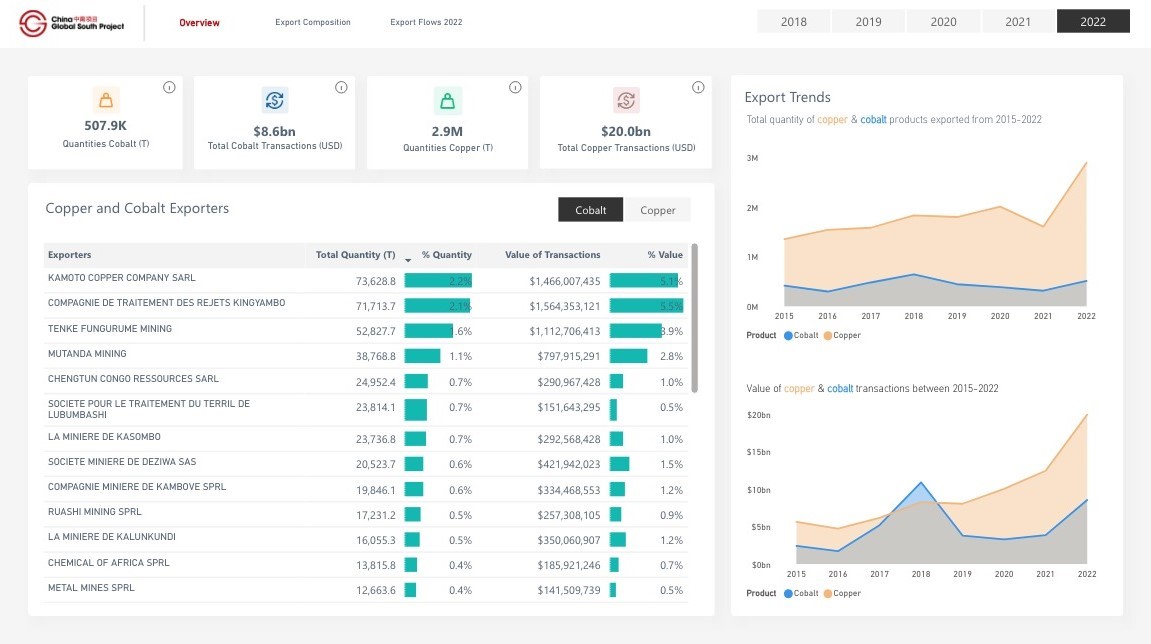 China 中南项目
Global South Project
Overview
Export Composition
Export Flows 2022
2018
2019
2020
2021
2022
507.9K
Quantities Cobalt (T)
$8.6bn
Total Cobalt Transactions (USD)
2.9M
Quantities Copper (T)
$20.0bn
Total Copper Transactions (USD)
Copper and Cobalt Exporters
Cobalt
Copper
Exporters Total Quantity (T) % Quantity Value of Transactions % Value
KAMOTO COPPER COMPANY SARL 73,628.8 2.2% $1,466,007,435 5.1%
COMPAGNIE DE TRAITEMENT DES REJETS KINGYAMBO 71,713.7 2.1% $1,564,353,121 5.5%
TENKE FUNGURUME MINING 52,827.7 1.6% $1,112,706,413 3.9%
MUTANDA MINING 38,768.8 1.1% $797,915,291 2.8%
CHENGTUN CONGO RESSOURCES SARL 24,952.4 0.7% $290,967,428 1.0%
SOCIETE POUR LE TRAITEMENT DU TERRIL DE
LUBUMBASHI 23,814.1 0.7% $151,643,295 0.5%
LA MINIERE DE KASOMBO 23,736.8 0.7% $292,568,428 1.0%
SOCIETE MINIERE DE DEZIWA SAS 20,523.7 0.6% $421,942,023 1.5%
COMPAGNIE MINIERE DE KAMBOVE SPRL 19,846.1 0.6% $334,468,553 1.2%
RUASHI MINING SPRL 17,231.2 0.5% $257,308,105 0.9%
LA MINIERE DE KALUNKUNDI 16,055.3 0.5% $350,060,907 1.2%
CHEMICAL OF AFRICA SPRL 13,815.8 0.4% $185,921,246 0.7%
METAL MINES SPRL 12,663.6 0.4% $141,509,739 0.5%
Export Trends
Total quantity of copper & cobalt products exported from 2015-2022
3M
2M
1M
0M
2015 2016 2017 2018 2019 2020 2021 2022
Product Cobalt Copper
Value of copper & cobalt transactions between 2015-2022
$20bn
$15bn
$10bn
$5bn
$0bn
2015 2016 2017 2018 2019 2020 2021 2022
Product Cobalt Copper